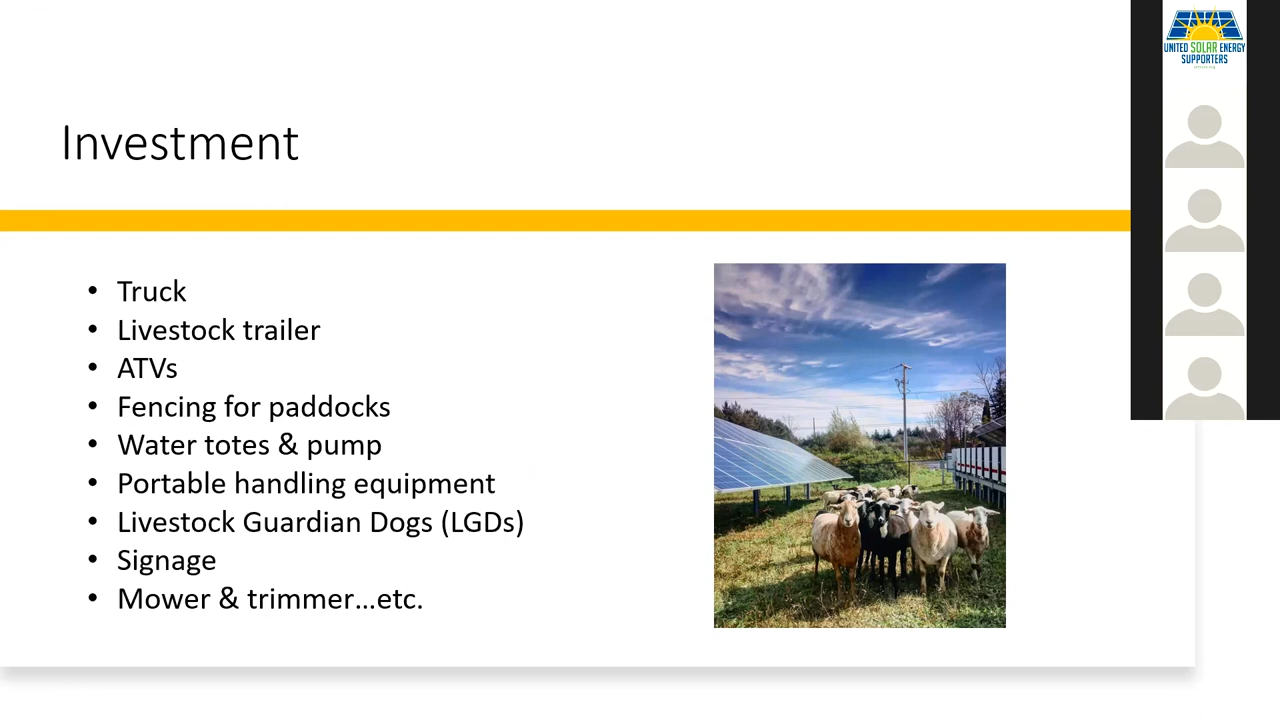 Investment
• Truck
• Livestock trailer
• ATVs
• Fencing for paddocks
• Water totes & pump
• Portable handling equipment
• Livestock Guardian Dogs (LGDs)
• Signage
• Mower & trimmer…etc.
UNITED SOLAR ENERGY
SUPPORTERS